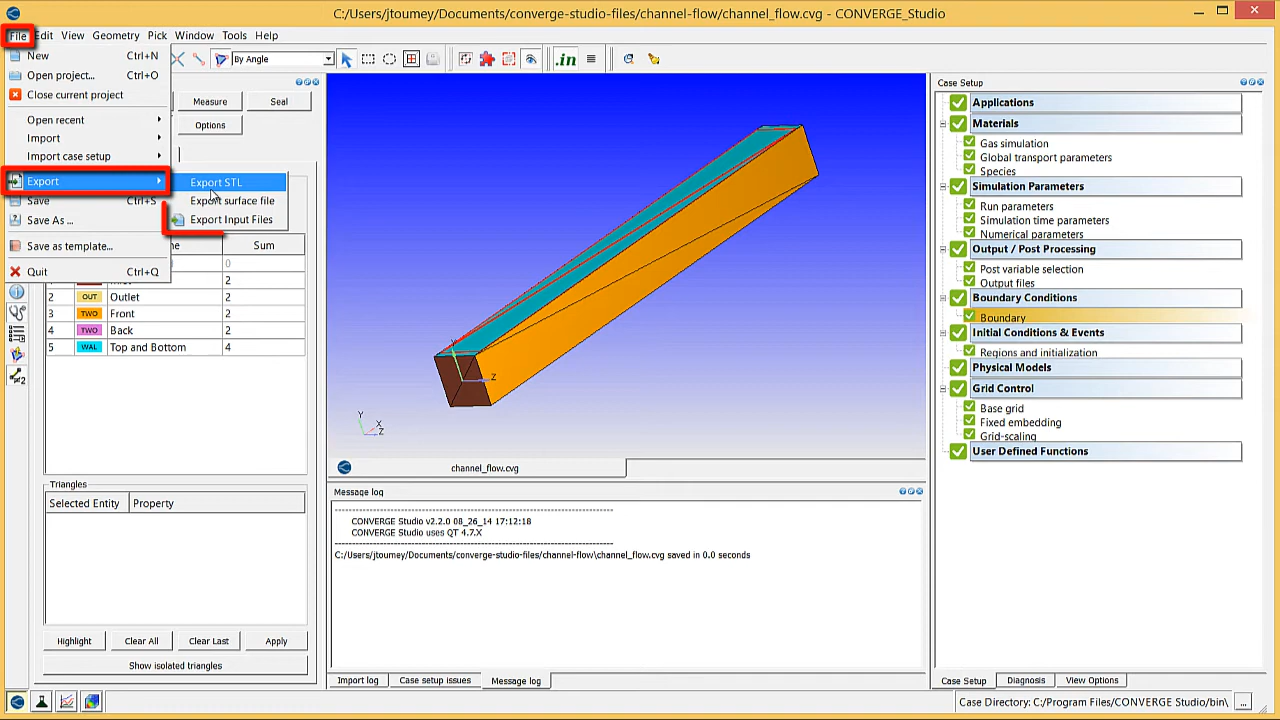 C:/Users/jtoumey/Documents/converge-studio-files/channel-flow/channel_flow.cvg - CONVERGE_Studio
File Edit View Geometry Pick Window Tools Help
New Ctrl+N
Open project... Ctrl+O
Close current project
Open recent
Import
Import case setup
Export
Save Ctrl+S
Save As ...
Save as template...
Quit Ctrl+Q
Export STL
Export surface file
Export Input Files
By Angle
.in
Measure Seal
Options
Sum
0
2
2 OUT Outlet 2
3 TWO Front 2
4 TWO Back 2
5 WAL Top and Bottom 4
Triangles
Selected Entity Property
Highlight Clear All Clear Last Apply
Show isolated triangles
Y
Z
Y
X
Z
channel_flow.cvg
Message log
CONVERGE Studio v2.2.0 08_26_14 17:12:18
CONVERGE Studio uses QT 4.7.X
C:/Users/jtoumey/Documents/converge-studio-files/channel-flow\channel_flow.cvg saved in 0.0 seconds
Import log Case setup issues Message log
Case Setup
Applications
Materials
Gas simulation
Global transport parameters
Species
Simulation Parameters
Run parameters
Simulation time parameters
Numerical parameters
Output / Post Processing
Post variable selection
Output files
Boundary Conditions
Boundary
Initial Conditions & Events
Regions and initialization
Physical Models
Grid Control
Base grid
Fixed embedding
Grid-scaling
User Defined Functions
Case Setup Diagnosis View Options
Case Directory: C:/Program Files/CONVERGE Studio/bin\ ...